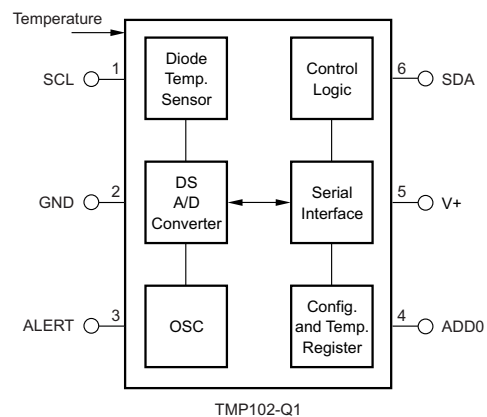 Temperature
SCL
1
Diode
Temp.
Sensor
Control
Logic
6
SDA
GND
2
DS
A/D
Converter
Serial
Interface
5
V+
ALERT
3
OSC
Config.
and Temp.
Register
4
ADD0
TMP102-Q1